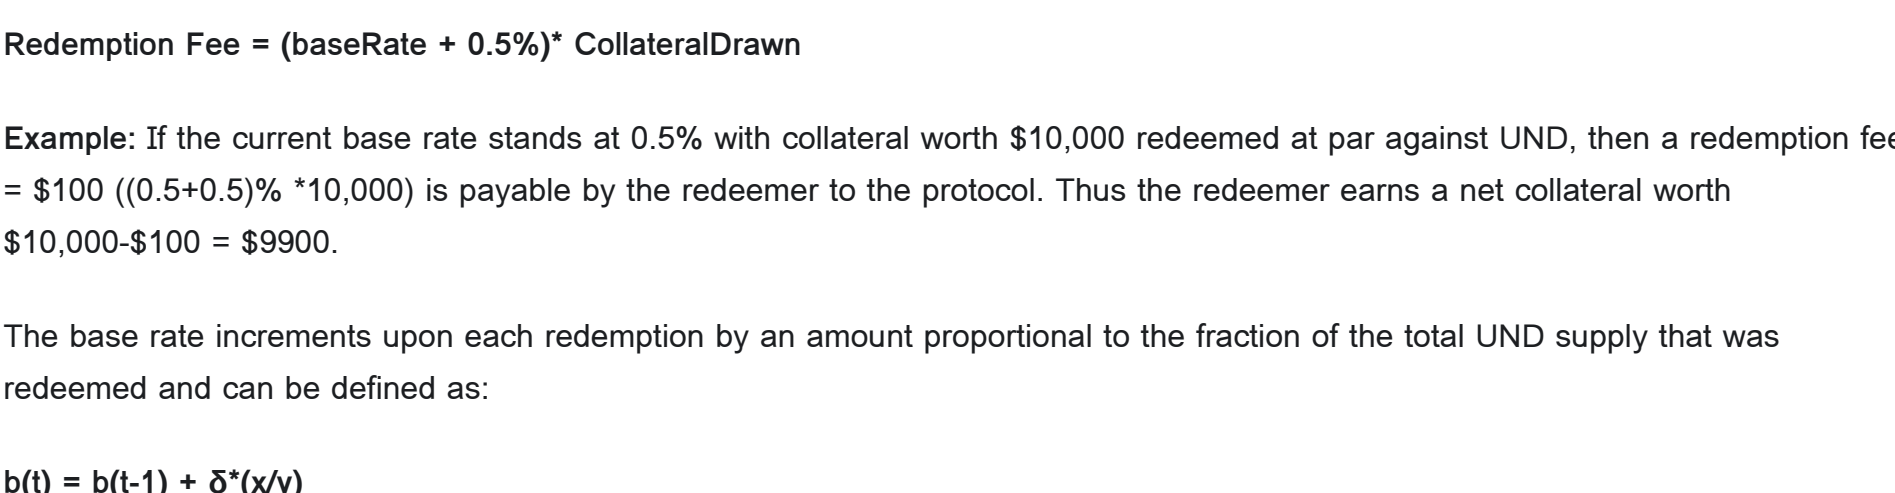 Redemption Fee = (baseRate + 0.5%)* CollateralDrawn
Example: If the current base rate stands at 0.5% with collateral worth $10,000 redeemed at par against UND, then a redemption fee
= $100 ((0.5+0.5)% *10,000) is payable by the redeemer to the protocol. Thus the redeemer earns a net collateral worth
$10,000-$100 = $9900.
The base rate increments upon each redemption by an amount proportional to the fraction of the total UND supply that was
redeemed and can be defined as:
b(t) = b(t-1) + δ*(x/y)